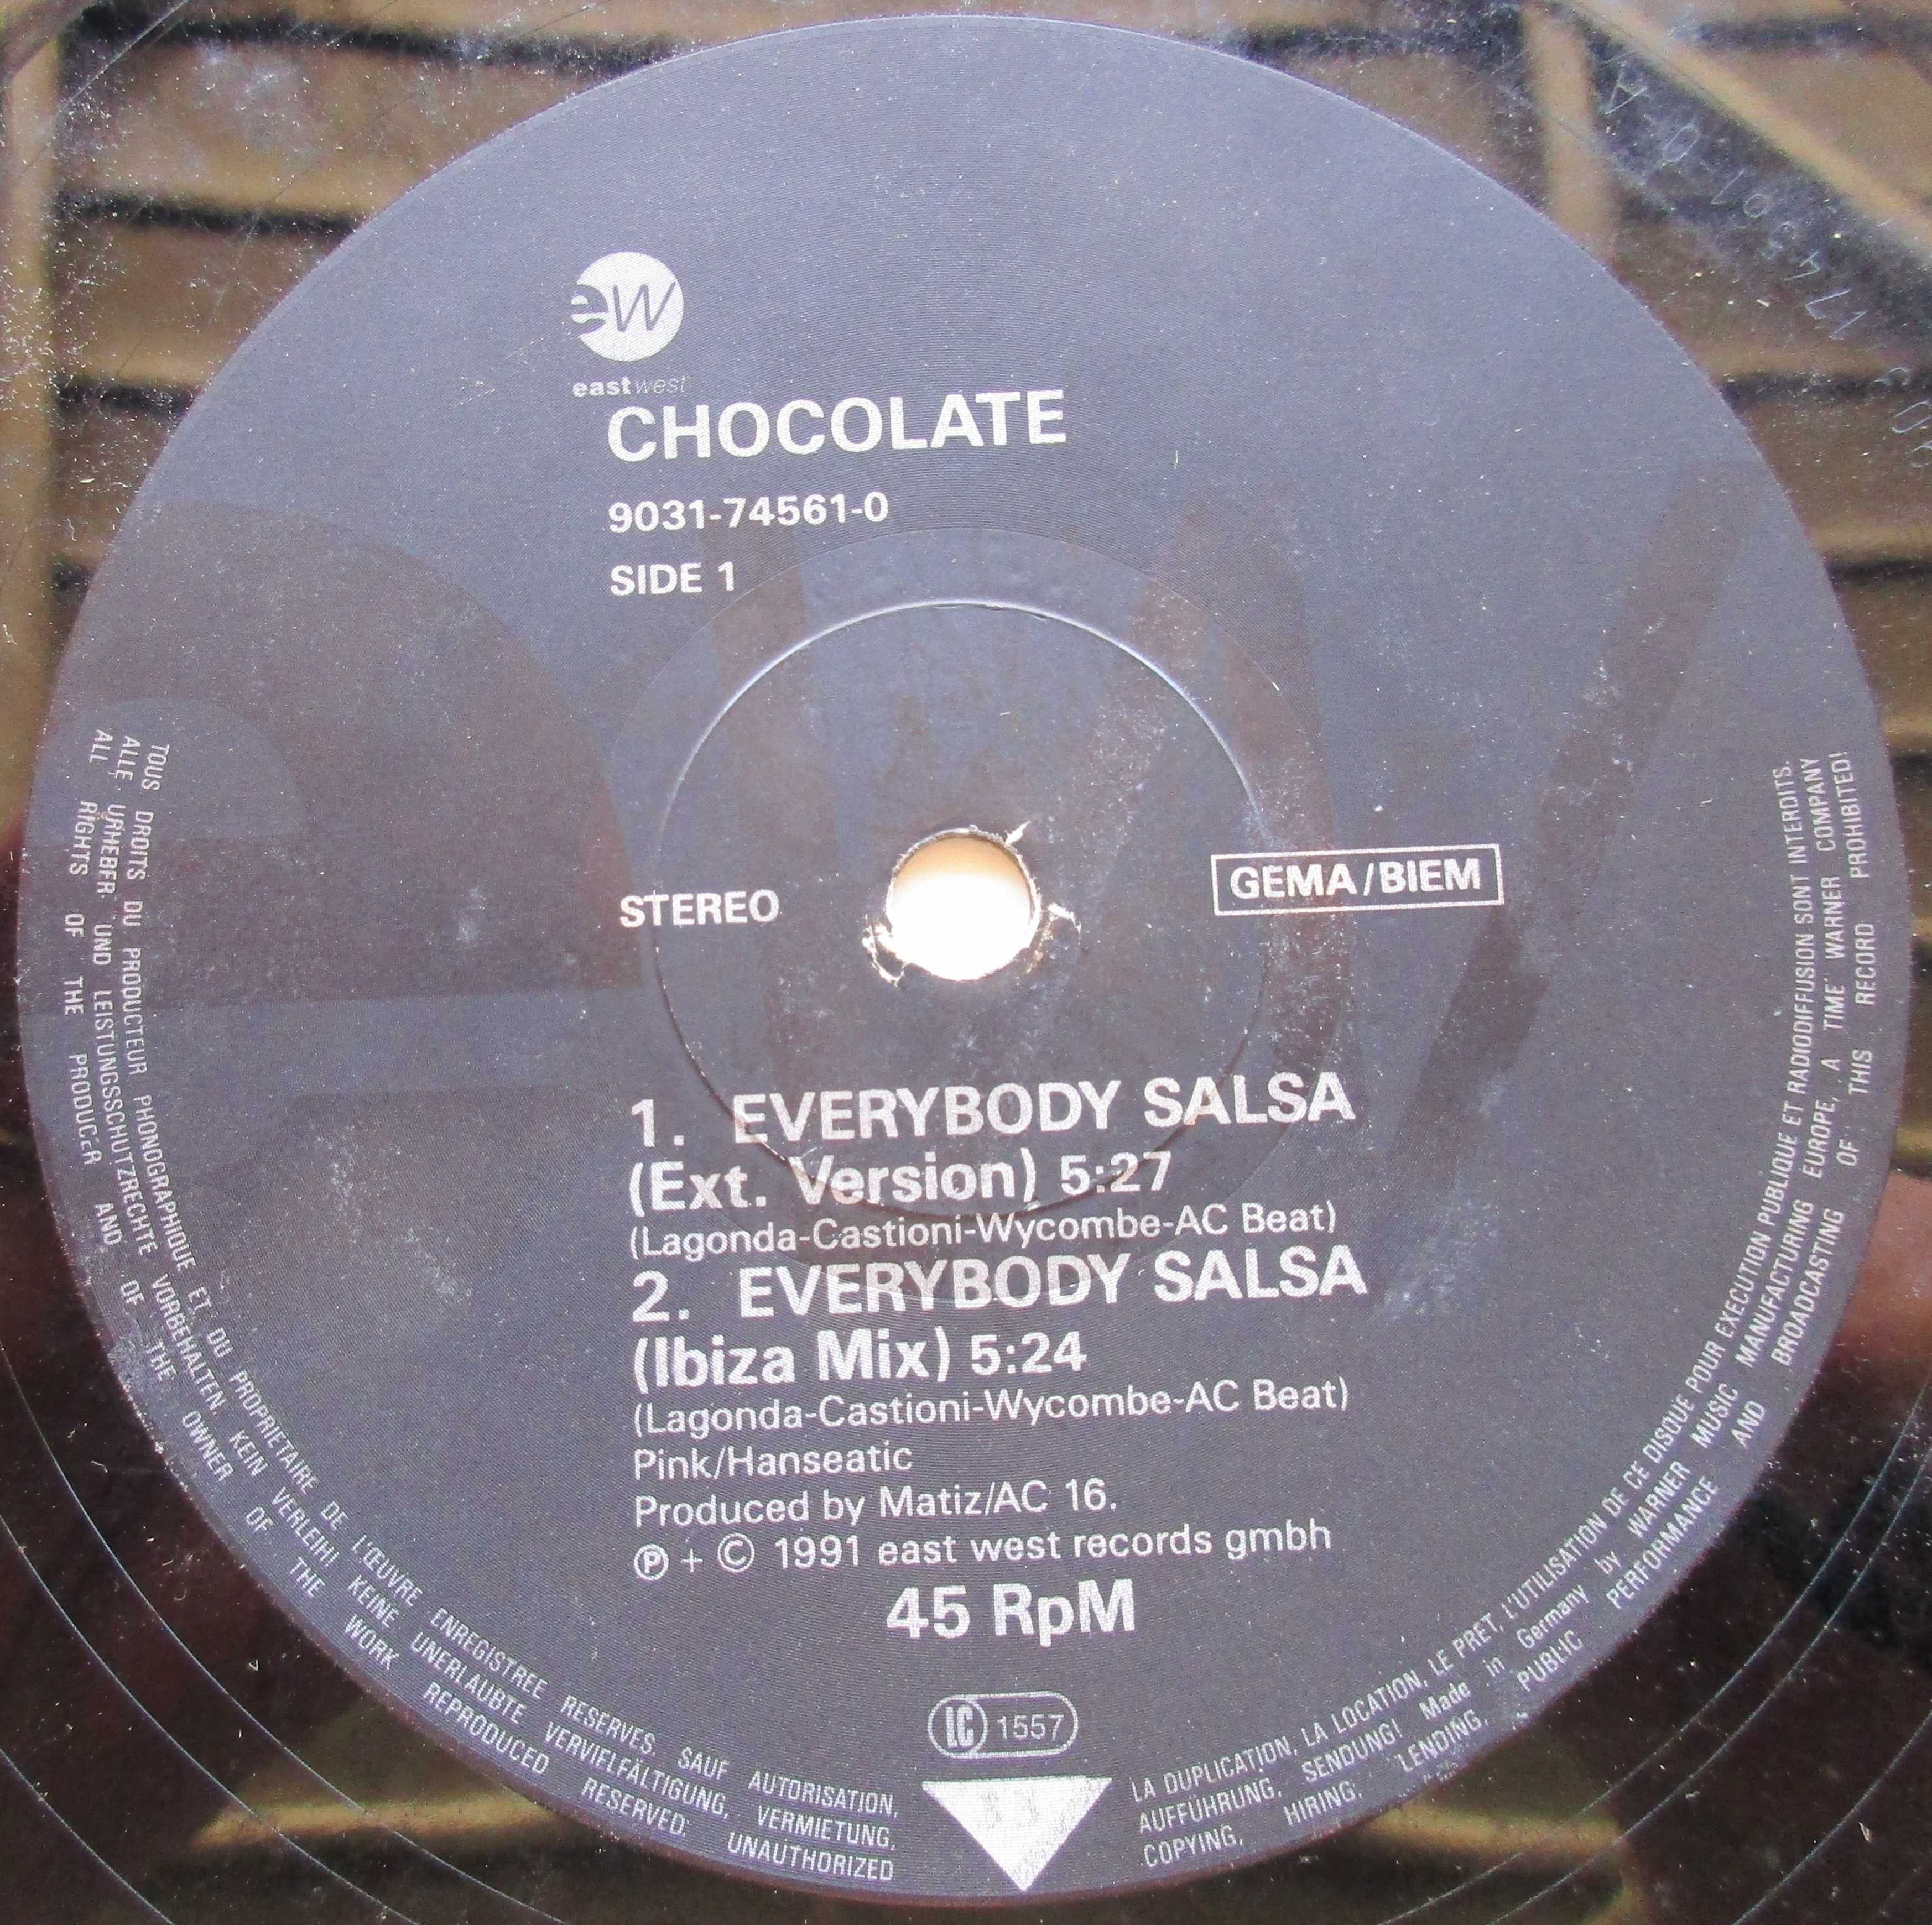 eW
eastwest
CHOCOLATE
9031-74561-0
SIDE 1
STEREO
GEMA/BIEM
1. EVERYBODY SALSA
(Ext. Version) 5:27
(Lagonda-Castioni-Wycombe-AC Beat)
2. EVERYBODY SALSA
(Ibiza Mix) 5:24
(Lagonda-Castioni-Wycombe-AC Beat)
Pink/Hanseatic
Produced by Matiz/AC 16.
Ⓟ + © 1991 east west records gmbh
45 RpM
LC 1557
TOUS DROITS DU PRODUCTEUR PHONOGRAPHIQUE ET DU PROPRIETAIRE DE L'ŒUVRE ENREGISTREE RESERVES. SAUF AUTORISATION, LA DUPLICATION, LA LOCATION, LE PRET, L'UTILISATION DE CE DISQUE POUR EXECUTION PUBLIQUE ET RADIODIFFUSION SONT INTERDITS.
ALLE URHEBER UND LEISTUNGSSCHUTZRECHTE VORBEHALTEN. KEIN VERLEIH! KEINE UNERLAUBTE VERVIELFÄLTIGUNG, VERMIETUNG, AUFFÜHRUNG, SENDUNG! Made in Germany by WARNER MUSIC MANUFACTURING EUROPE, A TIME WARNER COMPANY
ALL RIGHTS OF THE PRODUCER AND OF THE OWNER OF THE WORK REPRODUCED RESERVED. UNAUTHORIZED COPYING, HIRING, LENDING, PUBLIC PERFORMANCE AND BROADCASTING OF THIS RECORD PROHIBITED!